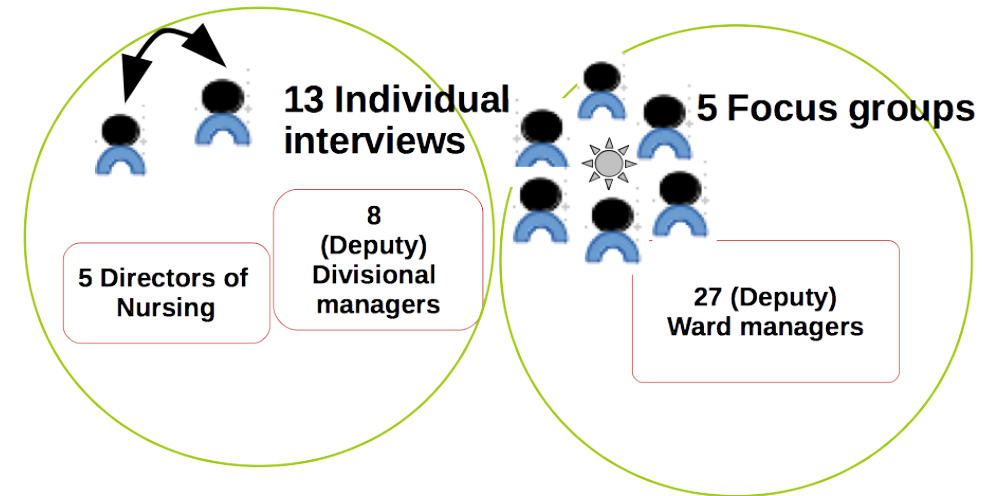 13 Individual
interviews
5 Directors of
Nursing
8
(Deputy)
Divisional
managers
5 Focus groups
27 (Deputy)
Ward managers